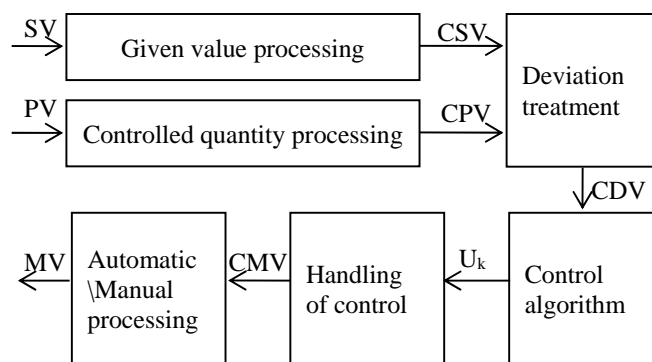 SV
Given value processing
CSV
Deviation
treatment
PV
Controlled quantity processing
CPV
CDV
MV
Automatic
\Manual
processing
CMV
Handling
of control
Uₖ
Control
algorithm